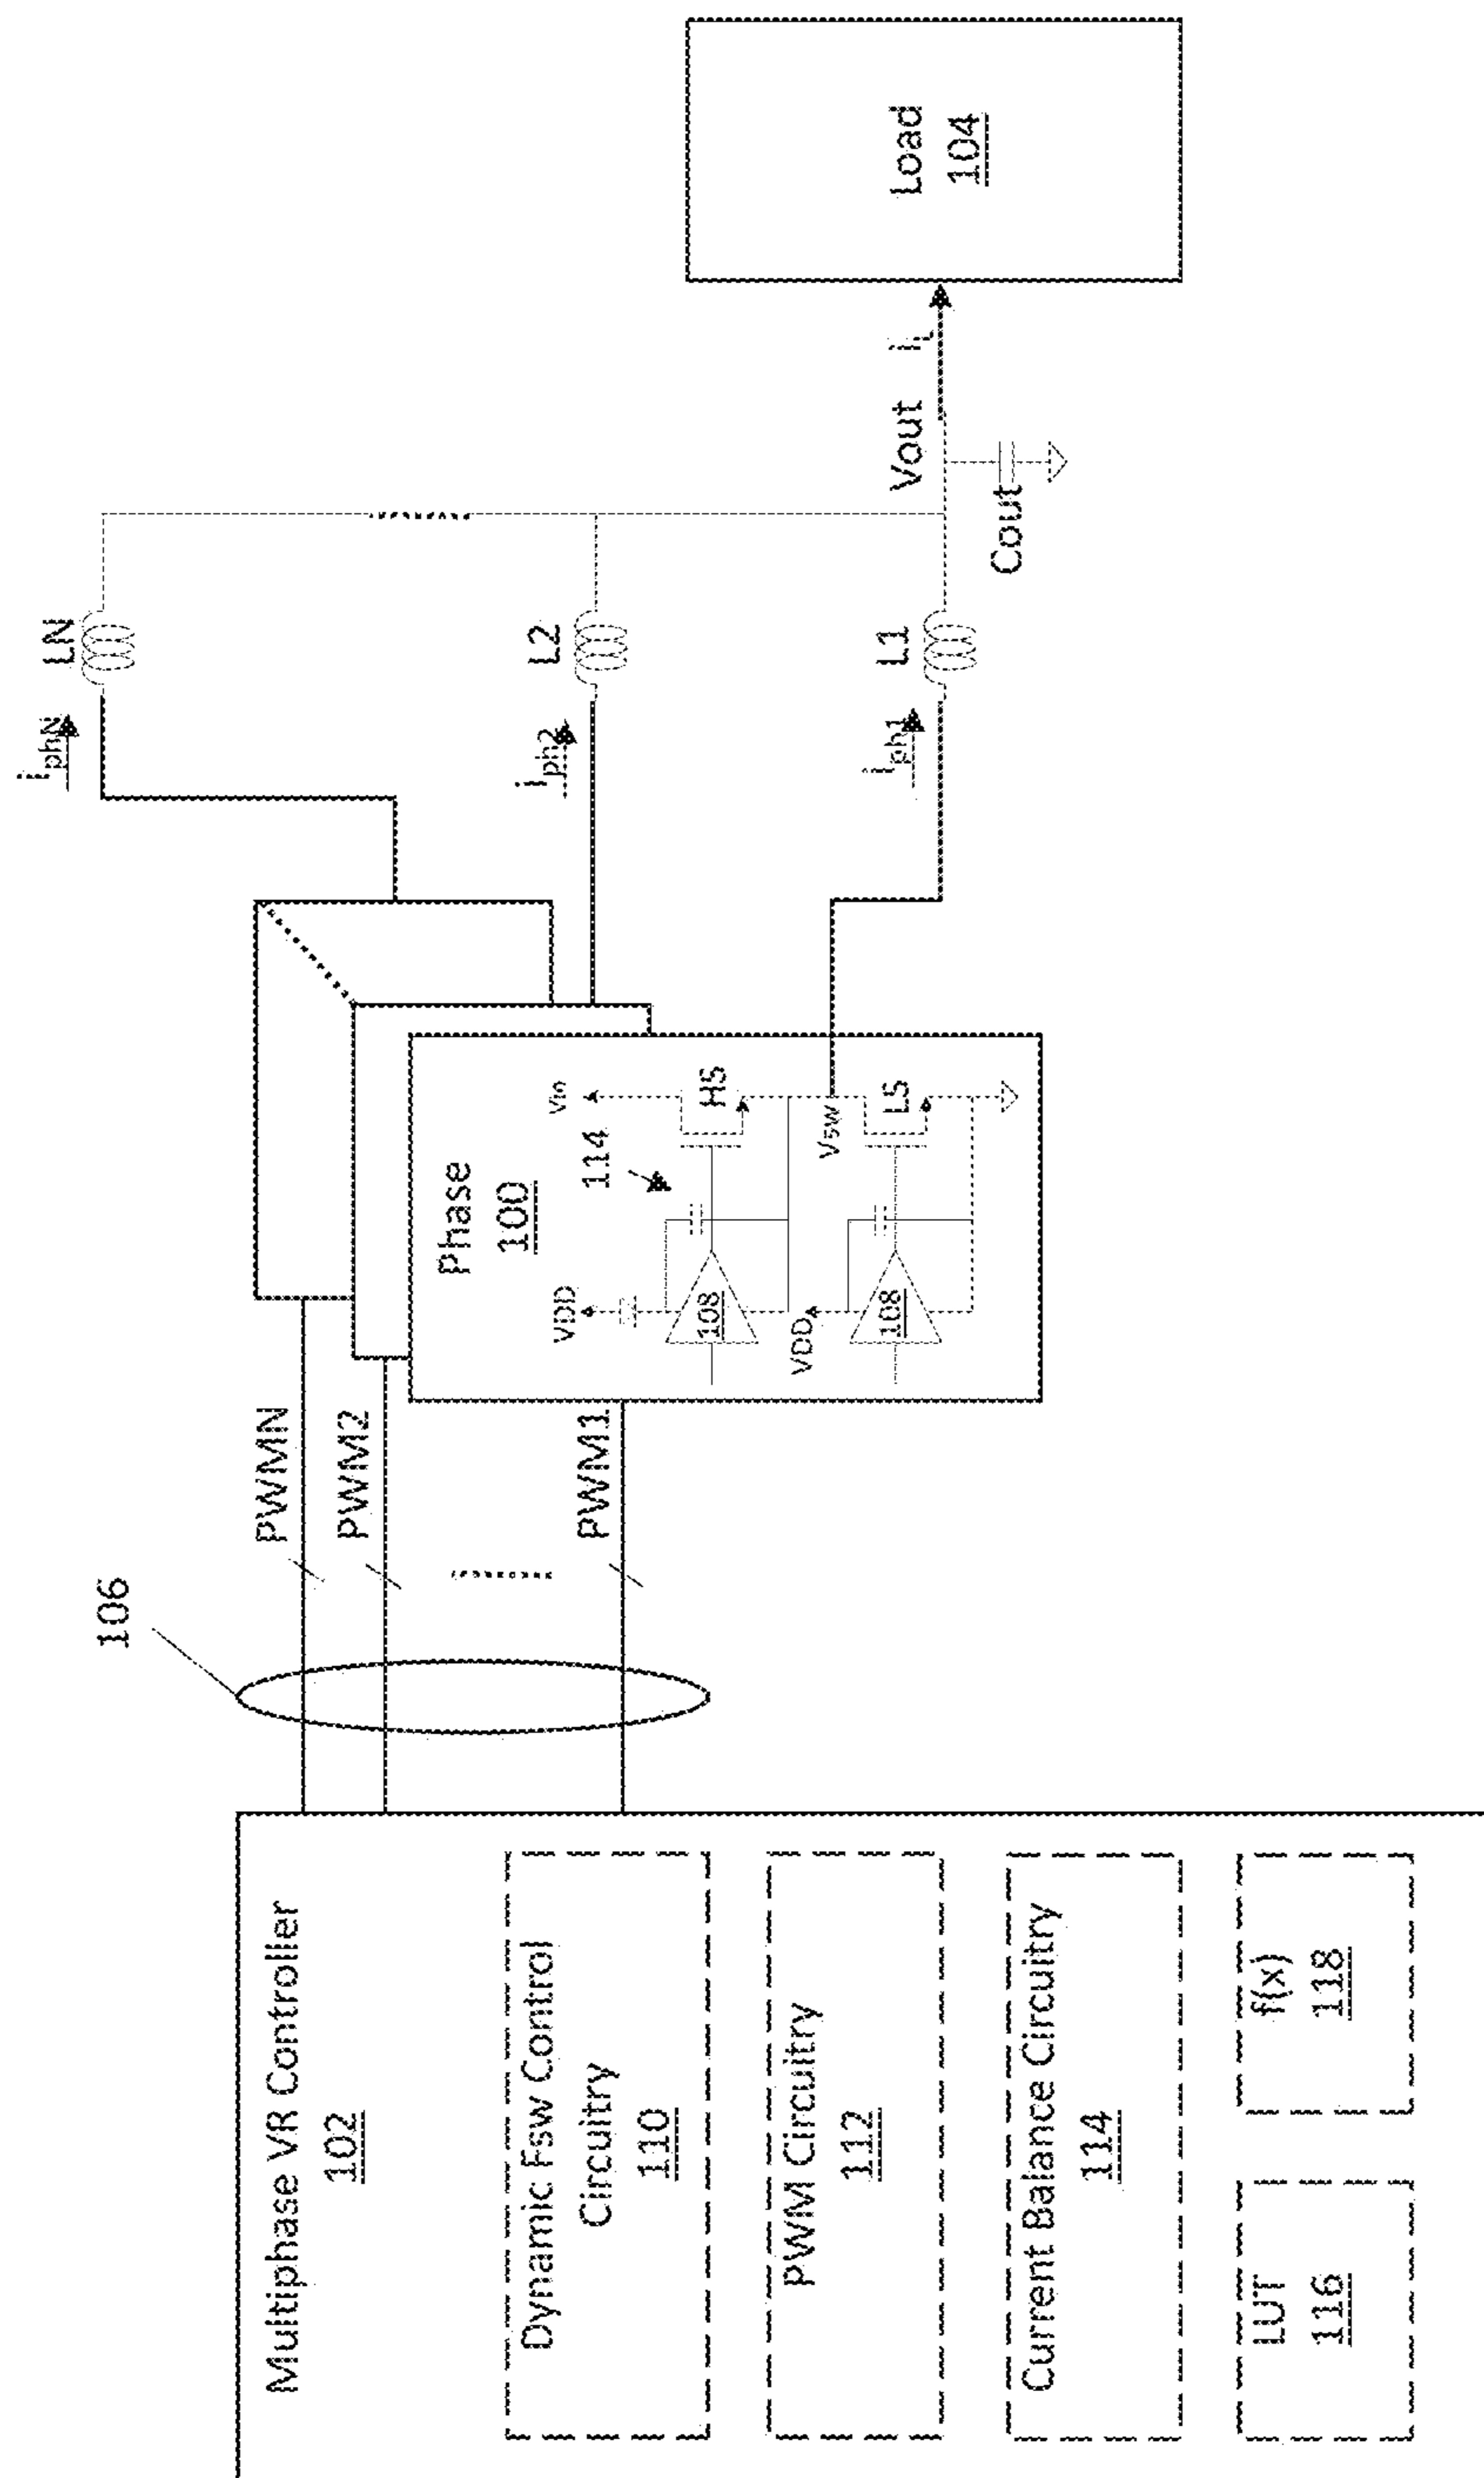 Multiphase VR Controller
102
Dynamic Fsw Control
Circuitry
110
PWM Circuitry
112
Current Balance Circuitry
114
LUT
116
f(x)
118
106
PWMN
PWM2
PWM1
Phase
100
VDD
108
VDD
108
114
Vin
HS
Vsw
LS
iphN
LN
iph2
L2
iph1
L1
Vout
iL
Cout
Load
104